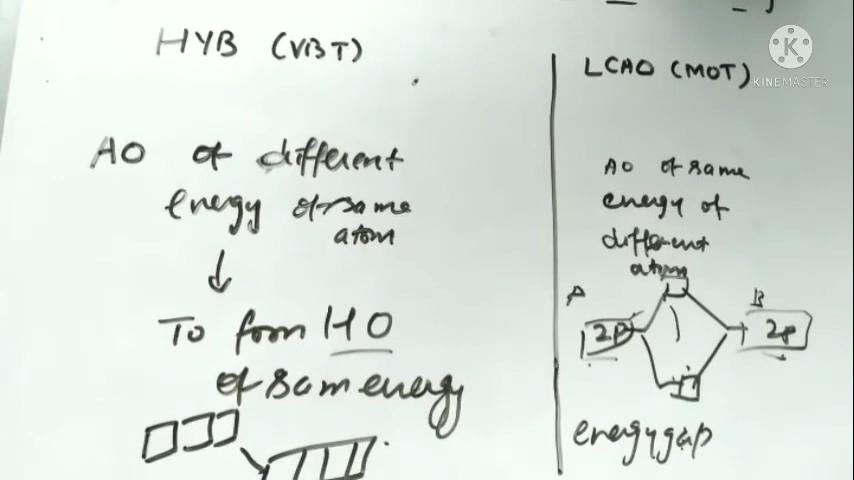 HYB (VBT)
AO of different
energy of same
atom
To form HO
of sam energy
LCAO (MOT)
AO of same
energy of
different
atom
A
B
2P
2p
energy gap
K
KINEMASTER